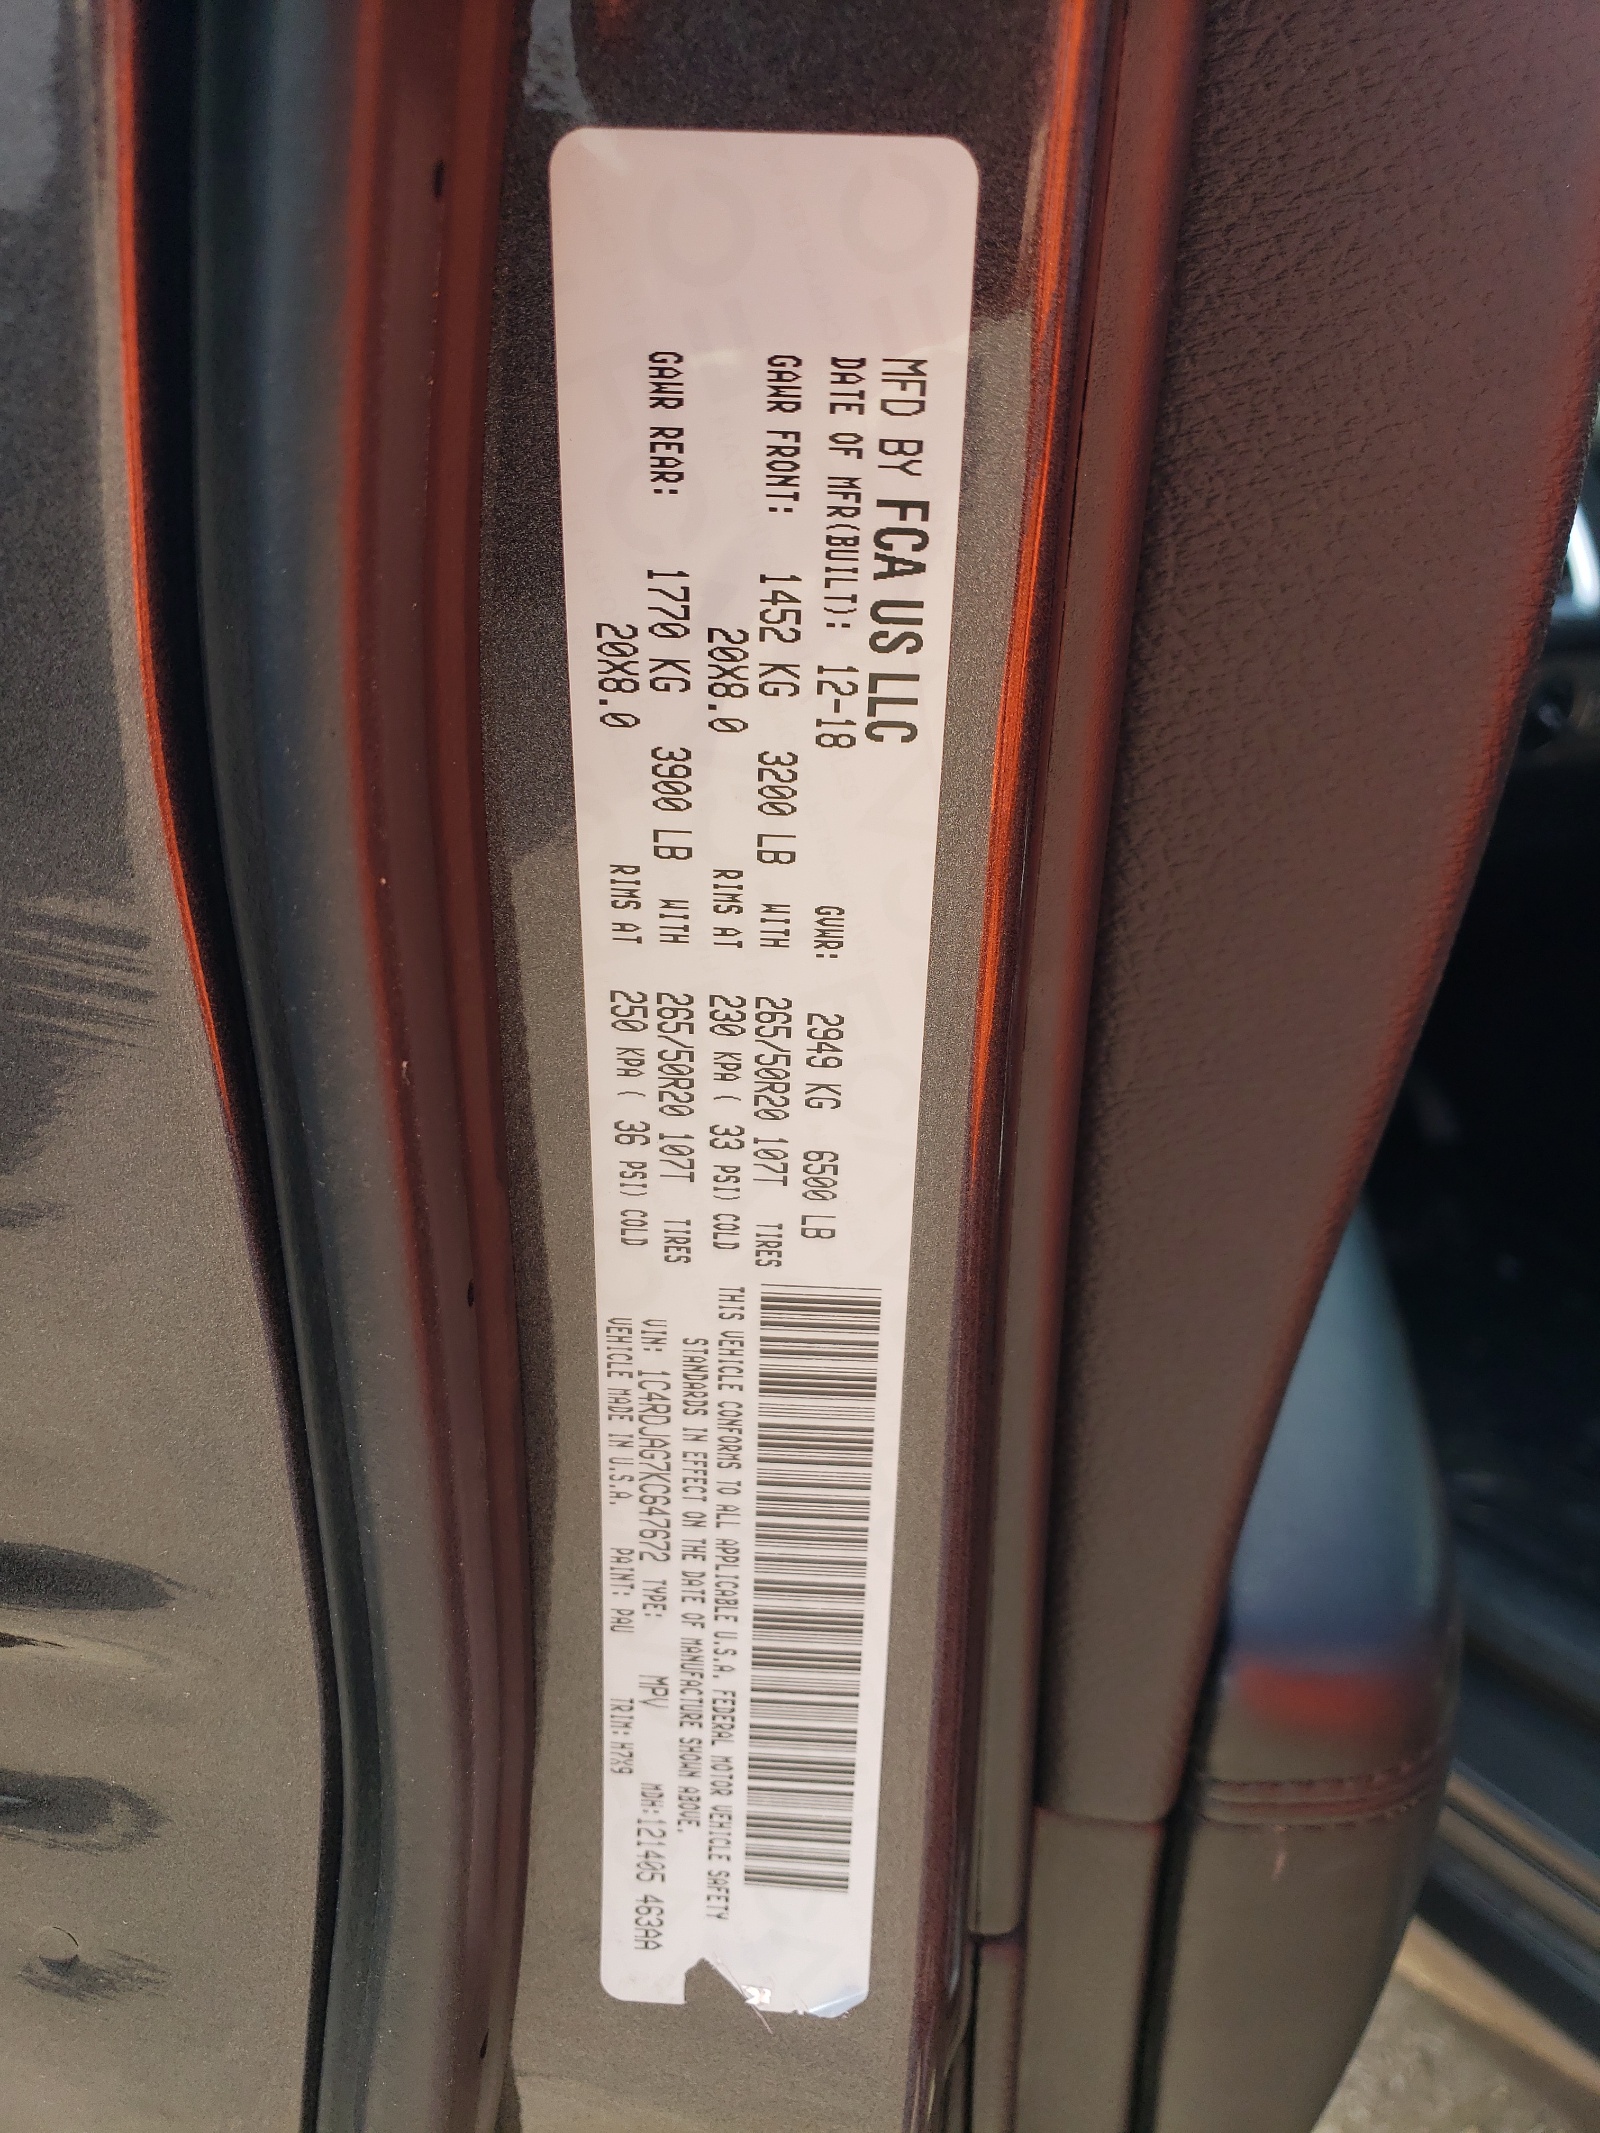 MFD BY FCA US LLC
DATE OF MFR(BUILT): 12-18 GVWR: 2949 KG 6500 LB
GAWR FRONT: 1452 KG 3200 LB WITH 265/50R20 107T TIRES
20X8.0 RIMS AT 230 KPA ( 33 PSI) COLD
GAWR REAR: 1770 KG 3900 LB WITH 265/50R20 107T TIRES
20X8.0 RIMS AT 250 KPA ( 36 PSI) COLD
THIS VEHICLE CONFORMS TO ALL APPLICABLE U.S.A. FEDERAL MOTOR VEHICLE SAFETY
STANDARDS IN EFFECT ON THE DATE OF MANUFACTURE SHOWN ABOVE.
VIN: 1C4RDJAG7KC647672 TYPE: MPV MDH:121405 463AA
VEHICLE MADE IN U.S.A. PAINT: PAU TRIM: H7X9